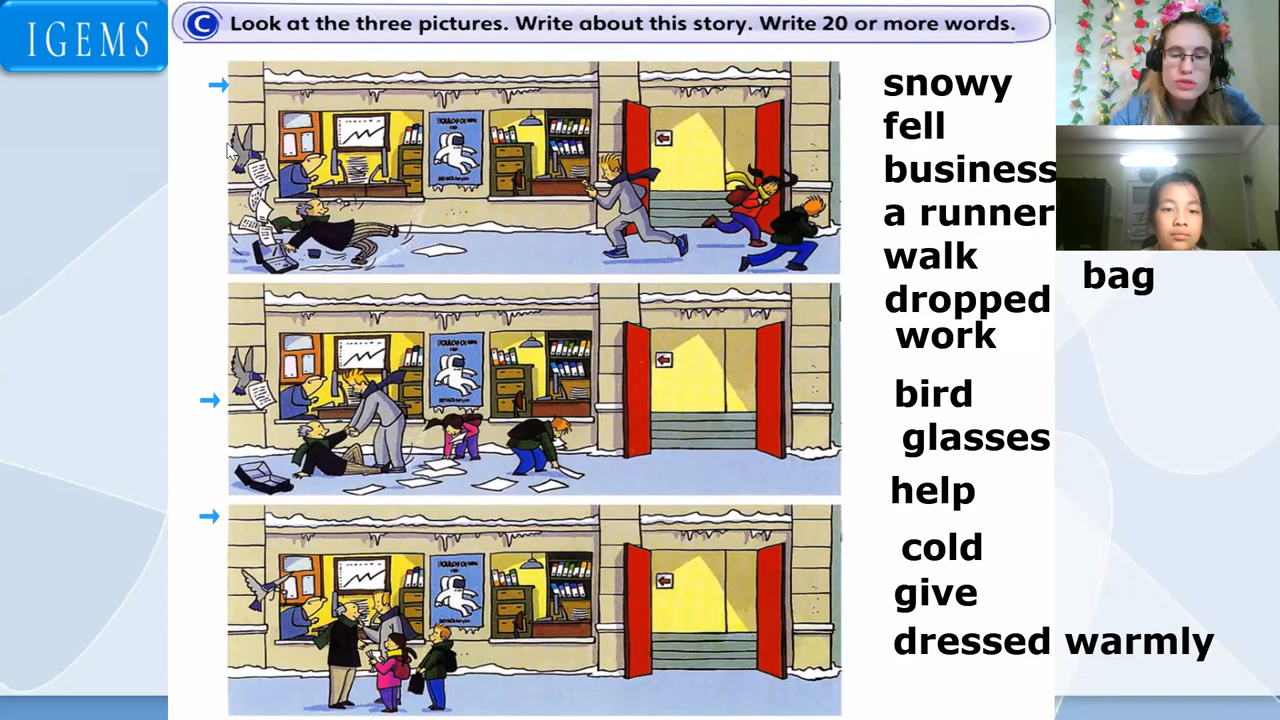 IGEMS
C Look at the three pictures. Write about this story. Write 20 or more words.
snowy
fell
business
a runner
walk
bag
dropped
work
bird
glasses
help
cold
give
dressed warmly